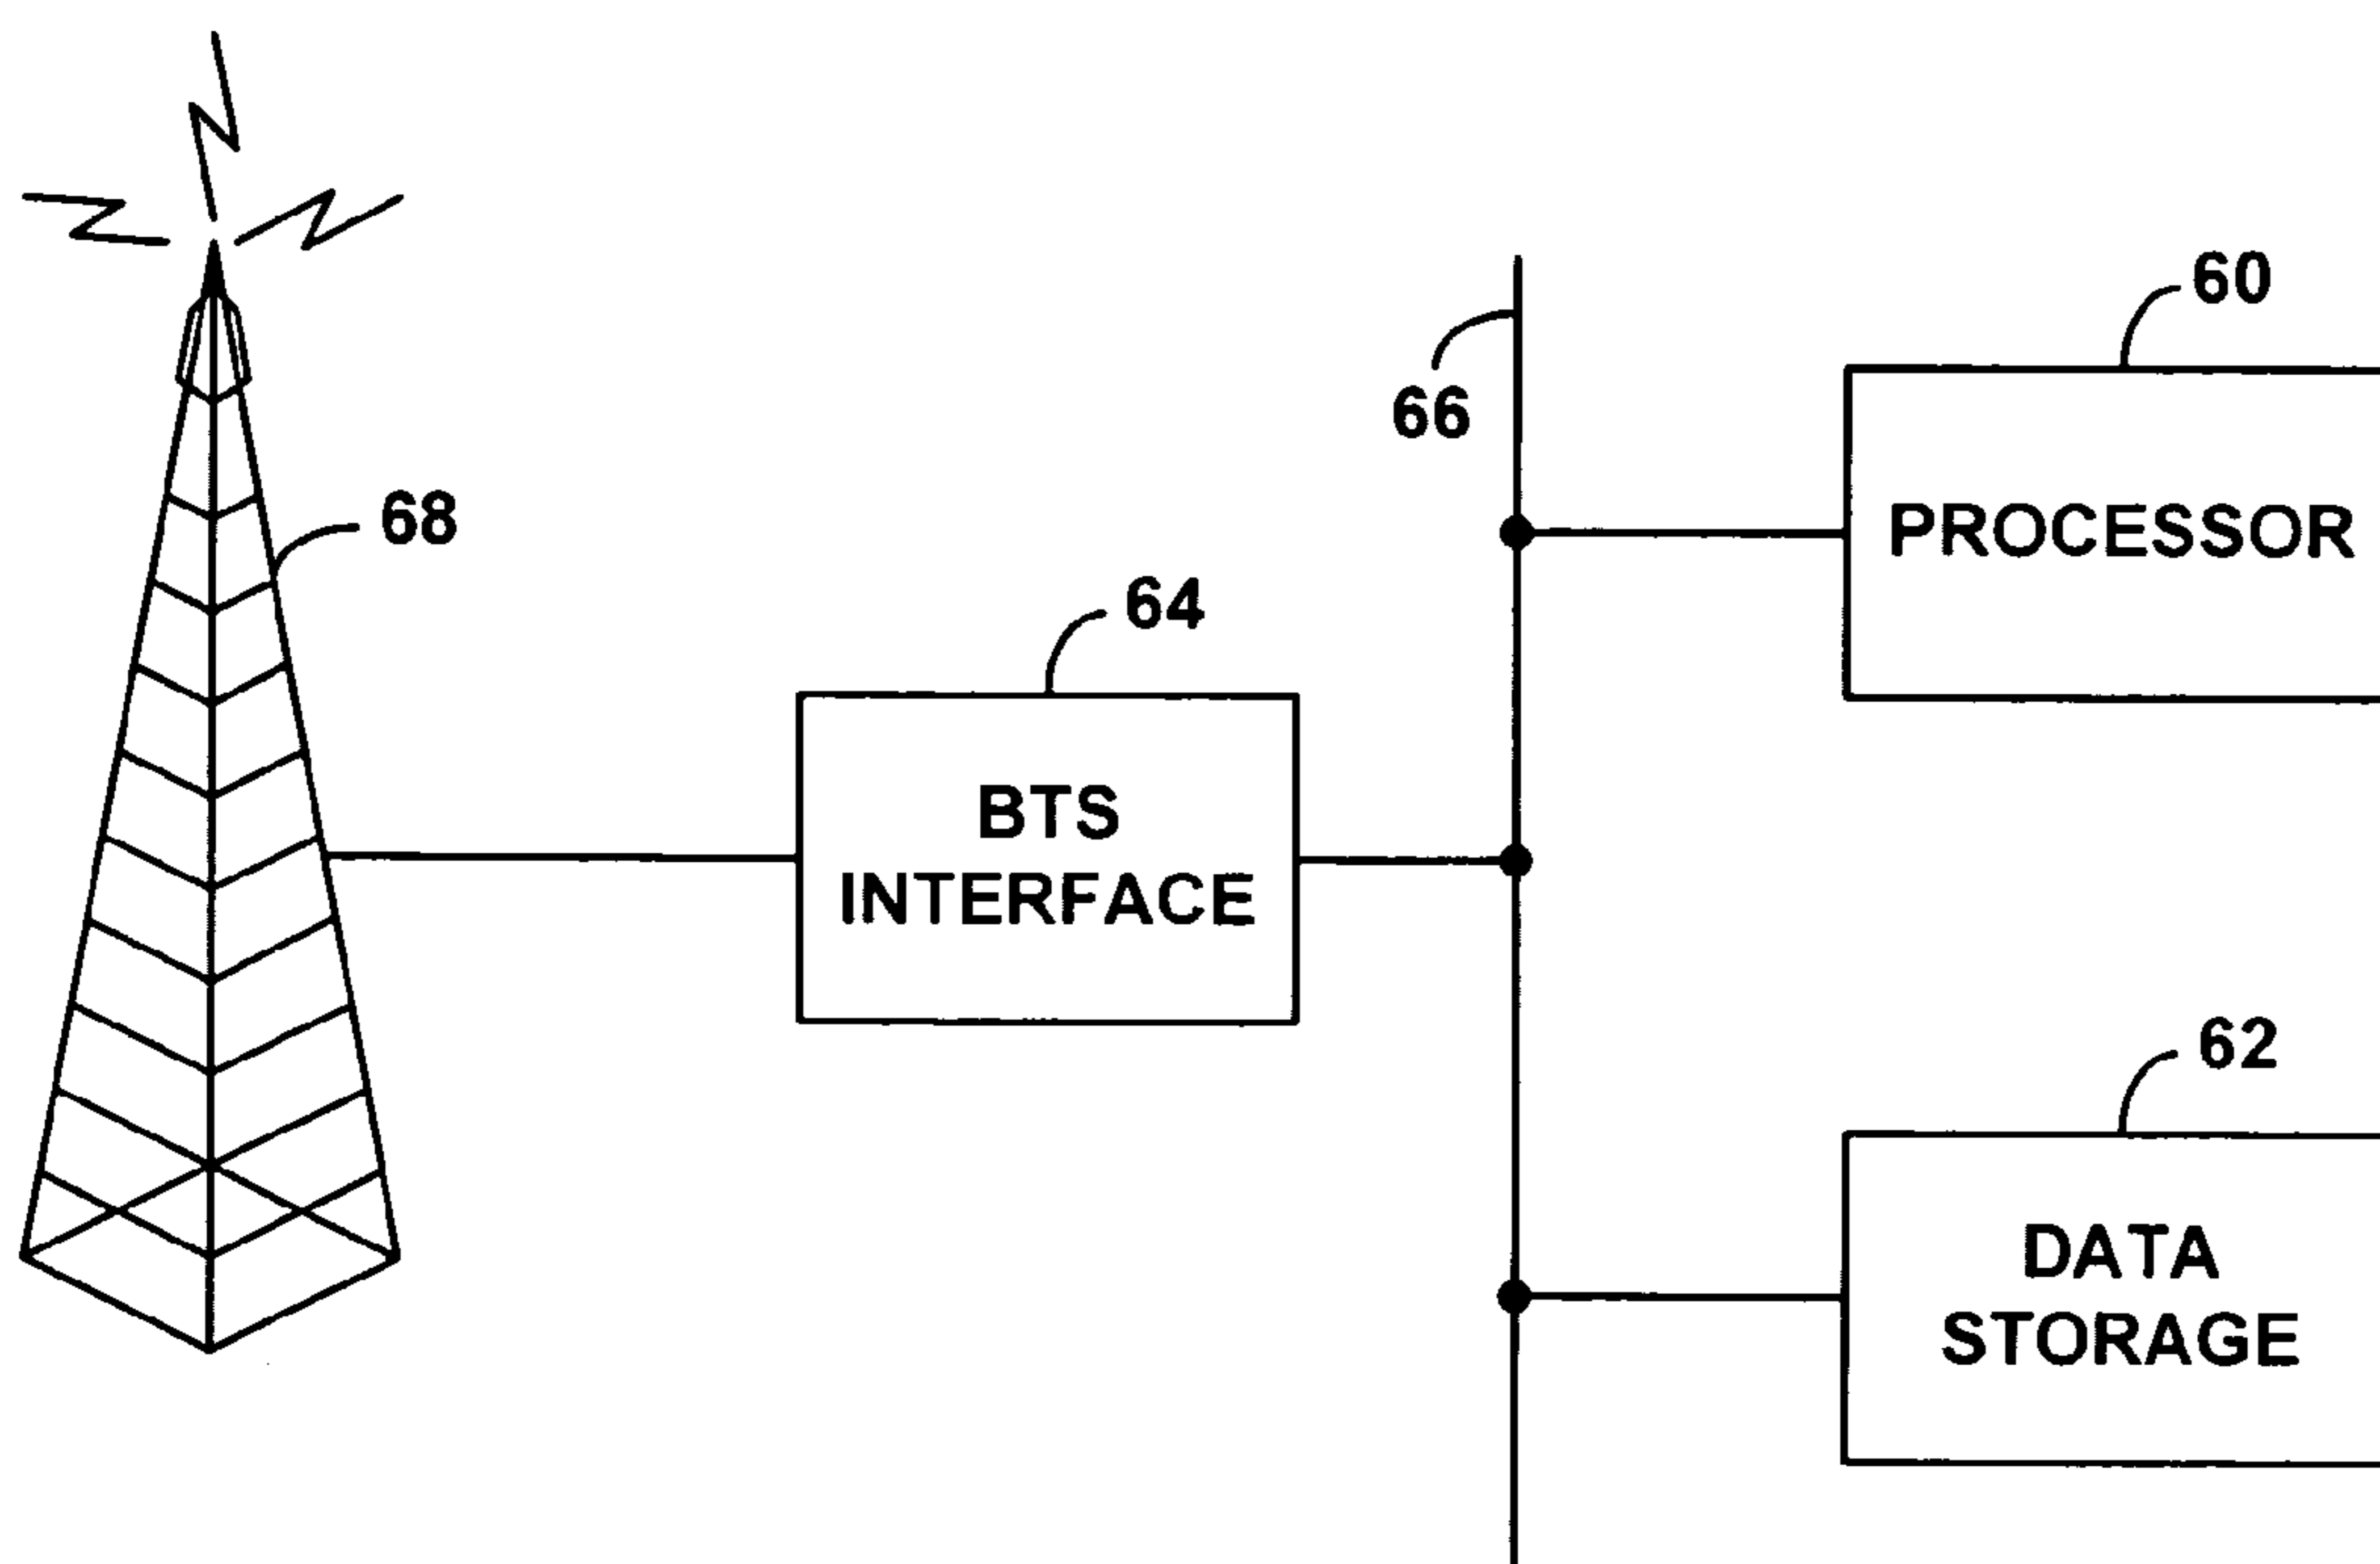 60
66
PROCESSOR
68
64
BTS
INTERFACE
62
DATA
STORAGE